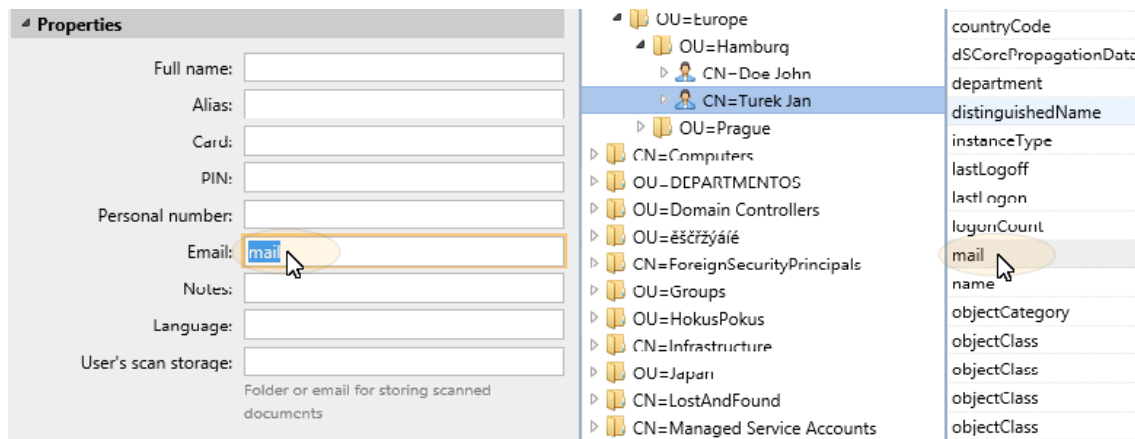 Properties
Full name:
Alias:
Card:
PIN:
Personal number:
Email: mail
Notes:
Language:
User's scan storage:
Folder or email for storing scanned
documents
OU=Europe
OU=Hamburg
CN=Doe John
CN=Turek Jan
OU=Prague
CN=Computers
OU=DEPARTMENTOS
OU=Domain Controllers
OU=ěščřžýáíé
CN=ForeignSecurityPrincipals
OU=Groups
OU=HokusPokus
CN=Infrastructure
OU=Japan
CN=LostAndFound
CN=Managed Service Accounts
countryCode
dSCorePropagationData
department
distinguishedName
instanceType
lastLogoff
lastLogon
logonCount
mail
name
objectCategory
objectClass
objectClass
objectClass
objectClass